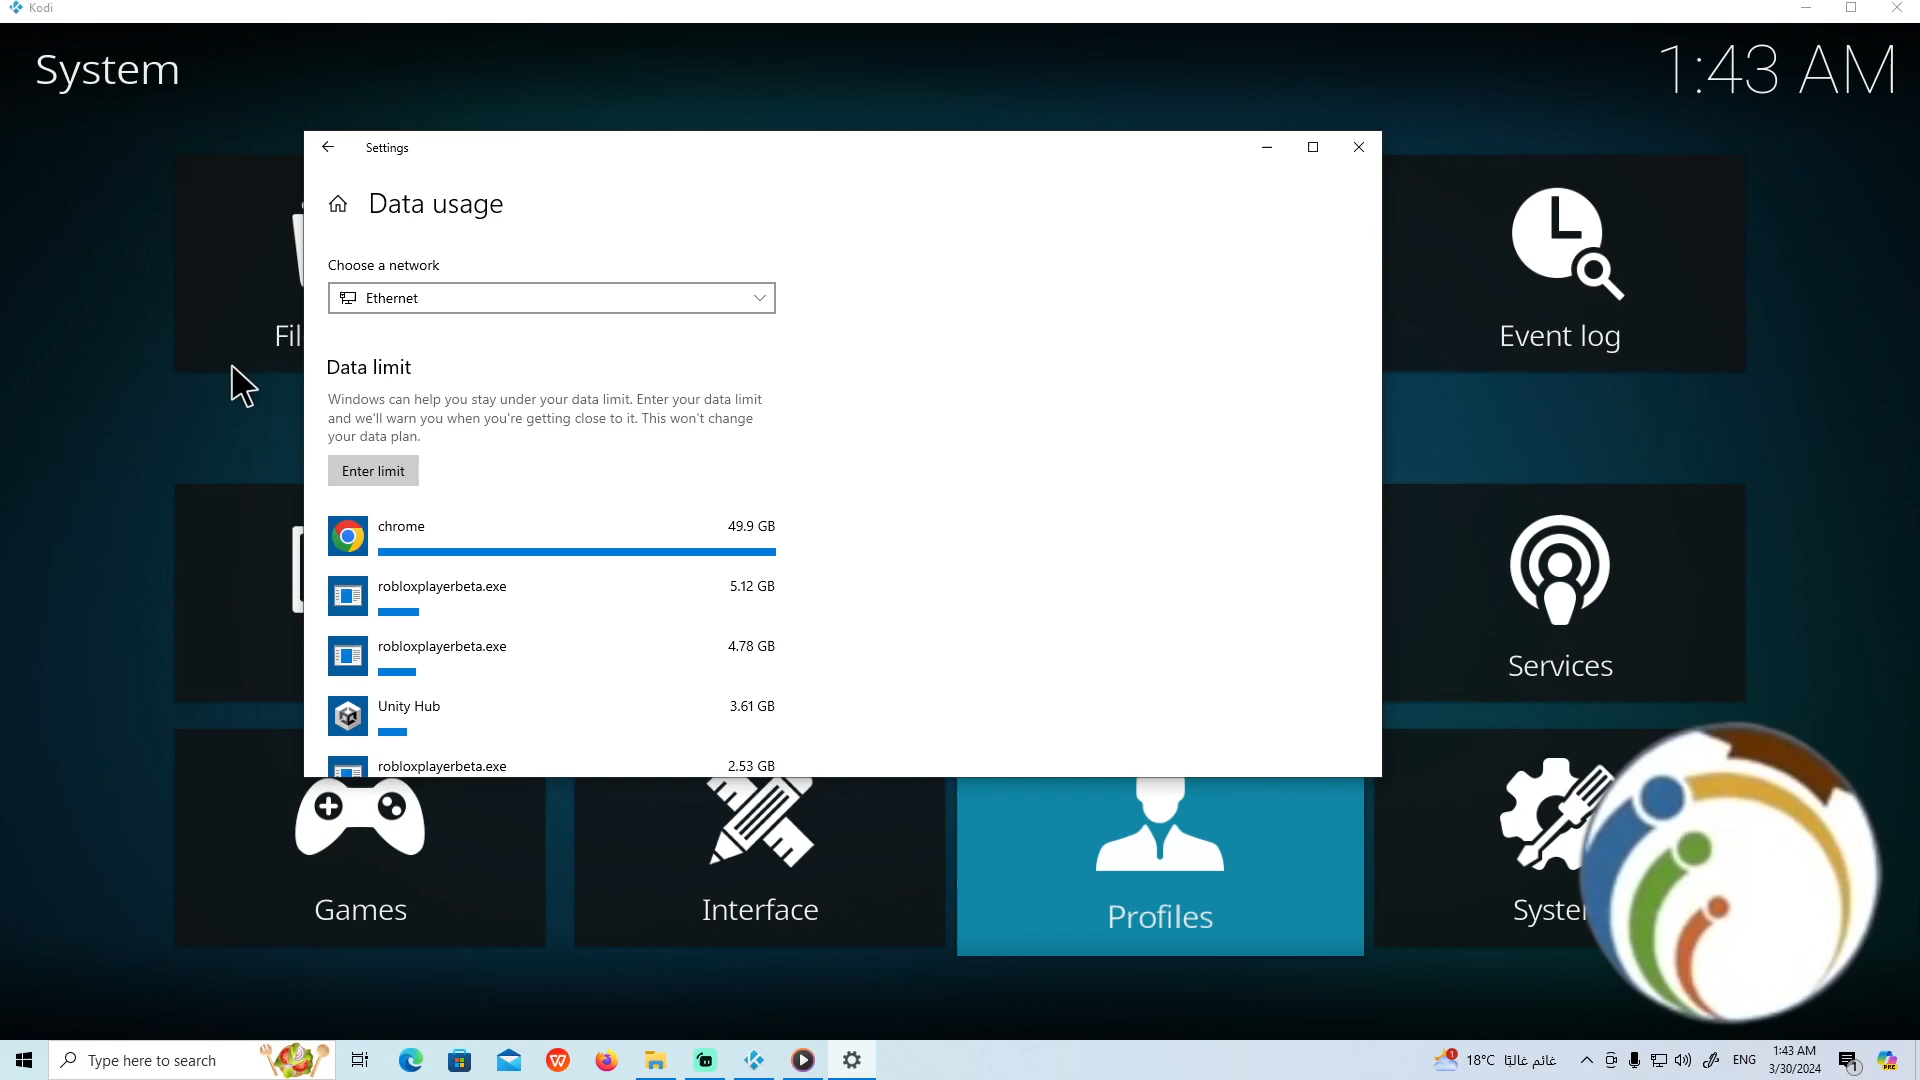 Kodi
System
1:43 AM
Settings
Data usage
Choose a network
Ethernet
Data limit
Windows can help you stay under your data limit. Enter your data limit
and we'll warn you when you're getting close to it. This won't change
your data plan.
Enter limit
chrome 49.9 GB
robloxplayerbeta.exe 5.12 GB
robloxplayerbeta.exe 4.78 GB
Unity Hub 3.61 GB
robloxplayerbeta.exe 2.53 GB
Fil
Event log
Services
Games
Interface
Profiles
Syste
Type here to search
1
18°C غائم غالبًا
ENG
1:43 AM
3/30/2024
1
PRE